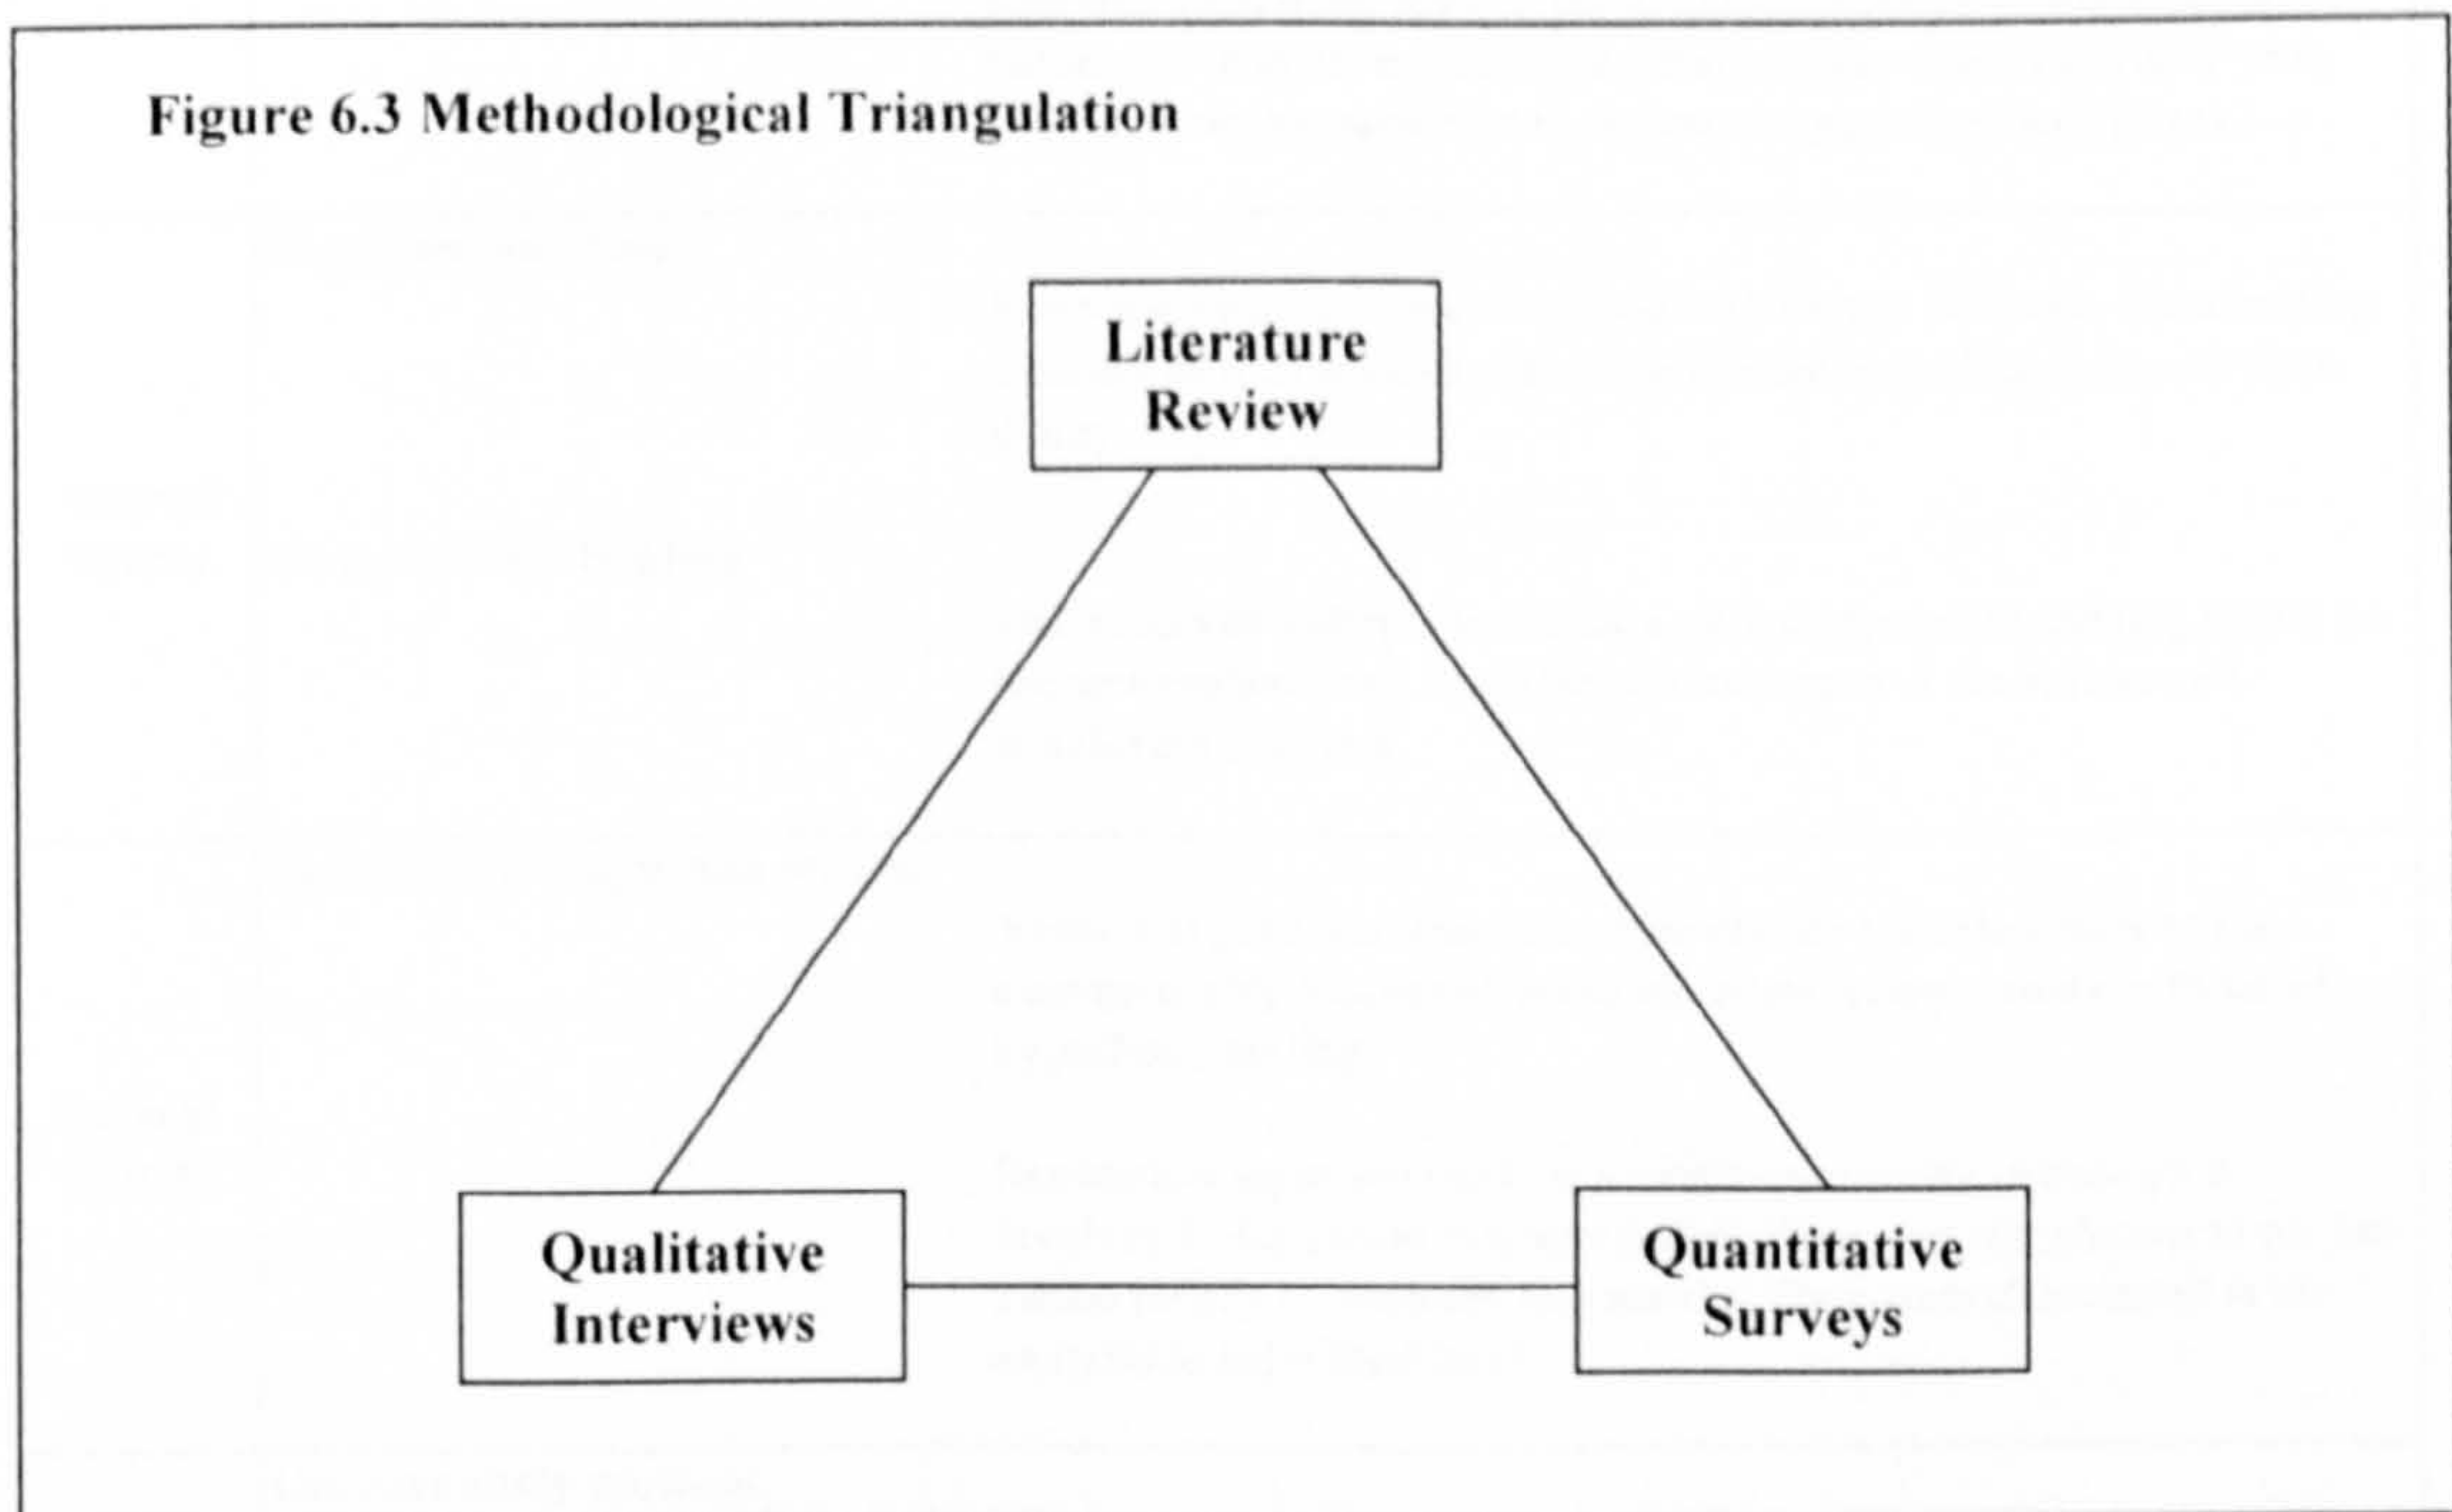 Figure 6.3 Methodological Triangulation
Literature
Review
Qualitative
Interviews
Quantitative
Surveys